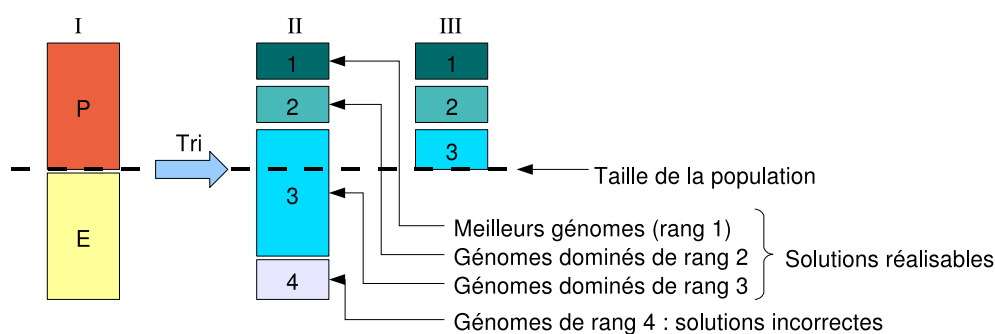 I
II
III
P
E
Tri
1
2
3
4
1
2
3
Taille de la population
Meilleurs génomes (rang 1)
Génomes dominés de rang 2
Génomes dominés de rang 3
Solutions réalisables
Génomes de rang 4 : solutions incorrectes